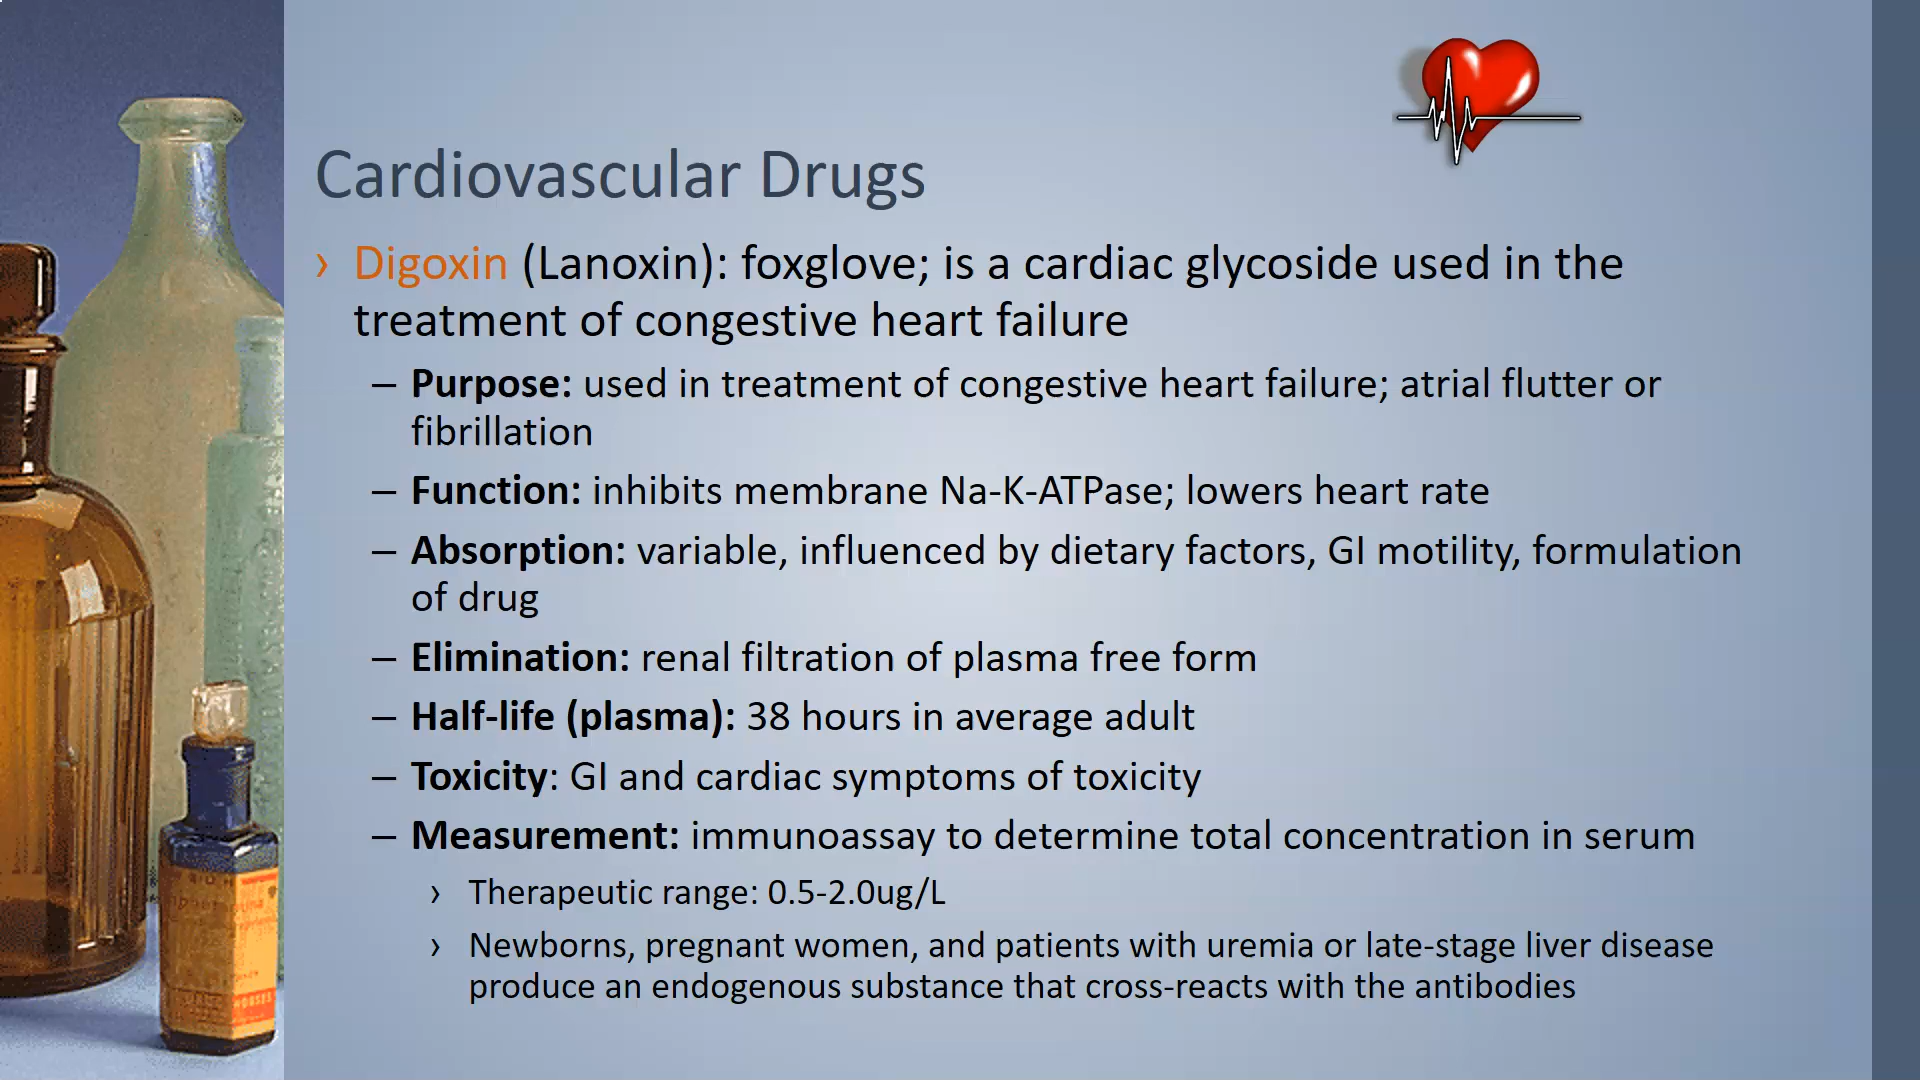 Cardiovascular Drugs
› Digoxin (Lanoxin): foxglove; is a cardiac glycoside used in the
treatment of congestive heart failure
– Purpose: used in treatment of congestive heart failure; atrial flutter or
fibrillation
– Function: inhibits membrane Na-K-ATPase; lowers heart rate
– Absorption: variable, influenced by dietary factors, GI motility, formulation
of drug
– Elimination: renal filtration of plasma free form
– Half-life (plasma): 38 hours in average adult
– Toxicity: GI and cardiac symptoms of toxicity
– Measurement: immunoassay to determine total concentration in serum
› Therapeutic range: 0.5-2.0ug/L
› Newborns, pregnant women, and patients with uremia or late-stage liver disease
produce an endogenous substance that cross-reacts with the antibodies